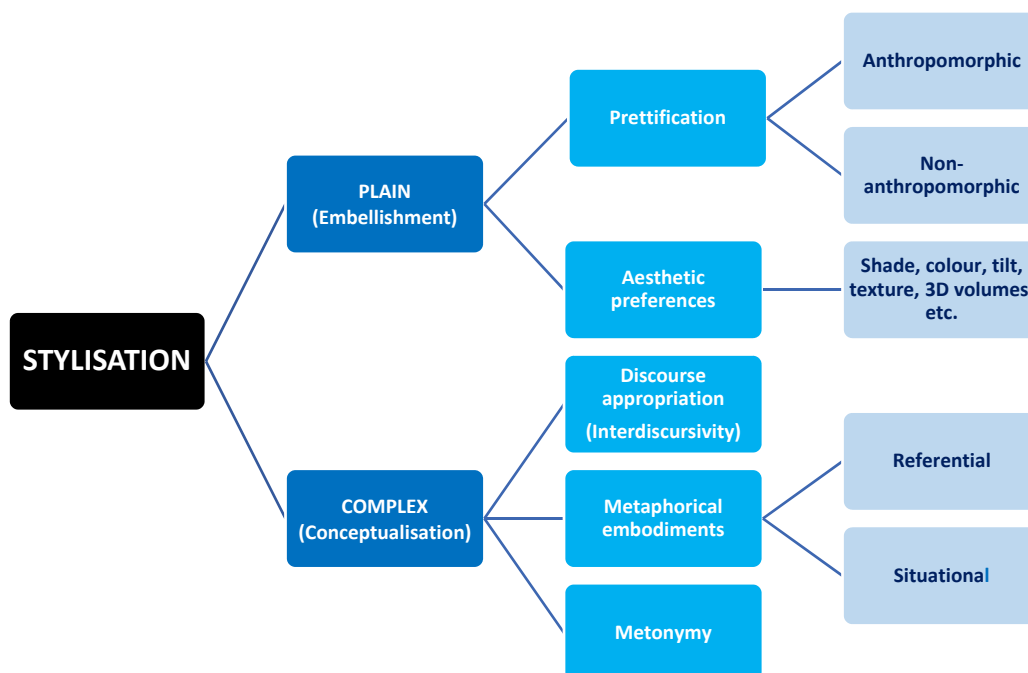 STYLISATION
PLAIN
(Embellishment)
Prettification
Anthropomorphic
Non-
anthropomorphic
Aesthetic
preferences
Shade, colour, tilt,
texture, 3D volumes
etc.
COMPLEX
(Conceptualisation)
Discourse
appropriation
(Interdiscursivity)
Metaphorical
embodiments
Referential
Situational
Metonymy